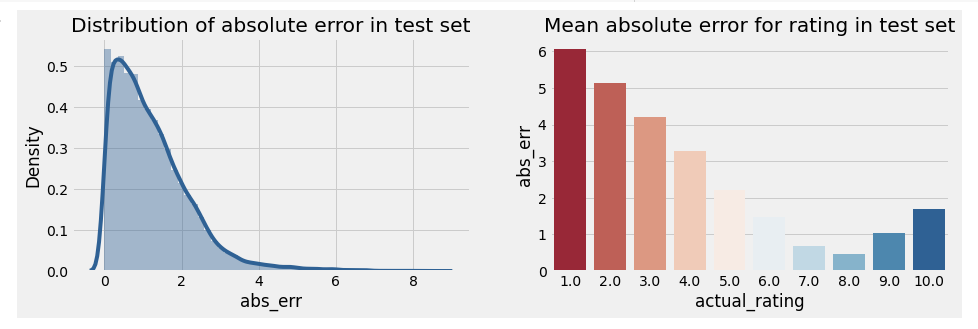 Distribution of absolute error in test set
Density
0.5
0.4
0.3
0.2
0.1
0.0
0 2 4 6 8
abs_err
Mean absolute error for rating in test set
abs_err
6
5
4
3
2
1
0
1.0 2.0 3.0 4.0 5.0 6.0 7.0 8.0 9.0 10.0
actual_rating